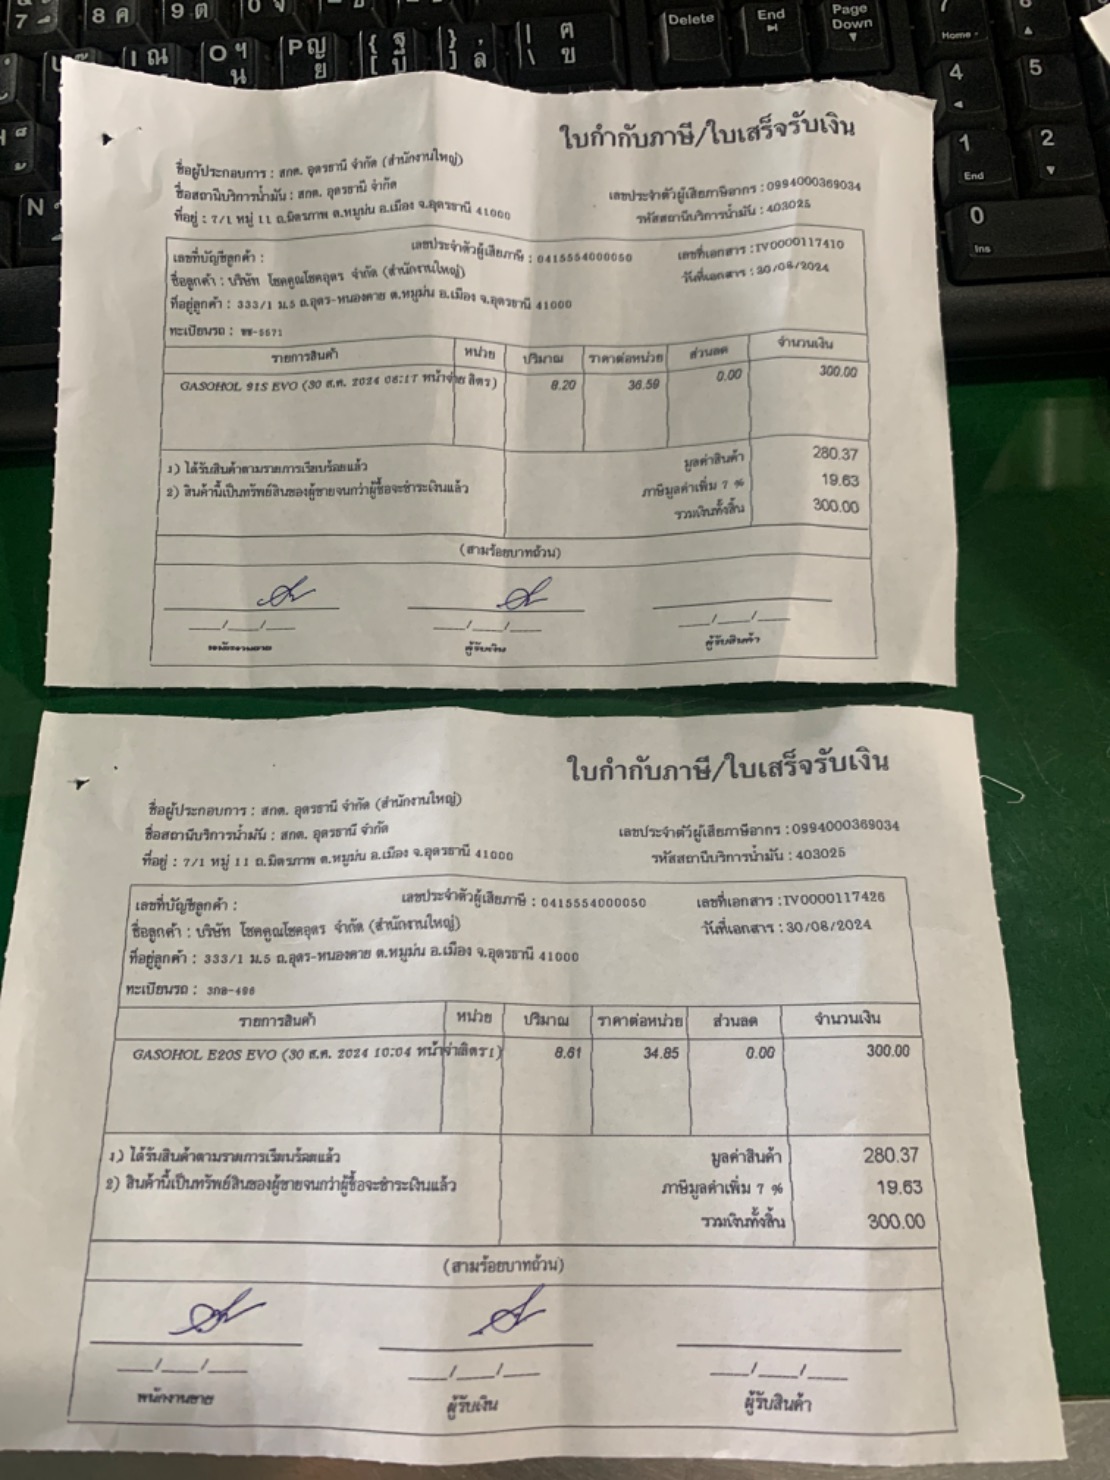 ใบกำกับภาษี/ใบเสร็จรับเงิน
ชื่อผู้ประกอบการ : สกต. อุดรธานี จำกัด (สำนักงานใหญ่)
ชื่อสถานีบริการน้ำมัน : สกต. อุดรธานี จำกัด
ที่อยู่ : 7/1 หมู่ 11 ถ.มิตรภาพ ต.หมูม่น อ.เมือง จ.อุดรธานี 41000
เลขประจำตัวผู้เสียภาษีอากร : 0994000369034
รหัสสถานีบริการน้ำมัน : 403025
เลขที่บัญชีลูกค้า : เลขประจำตัวผู้เสียภาษี : 0415554000050 เลขที่เอกสาร : IV0000117410
ชื่อลูกค้า : บริษัท โชคคูณโชคอุดร จำกัด (สำนักงานใหญ่) วันที่เอกสาร : 30/08/2024
ที่อยู่ลูกค้า : 333/1 ม.5 ถ.อุดร-หนองคาย ต.หมูม่น อ.เมือง จ.อุดรธานี 41000
ทะเบียนรถ :
รายการสินค้า หน่วย ปริมาณ ราคาต่อหน่วย ส่วนลด จำนวนเงิน
GASOHOL 91S EVO (30 ส.ค. 2024 08:17 หน้าจ่าย ลิตร) 8.20 36.59 0.00 300.00
1) ได้รับสินค้าตามรายการเรียบร้อยแล้ว มูลค่าสินค้า 280.37
2) สินค้านี้เป็นทรัพย์สินของผู้ขายจนกว่าผู้ซื้อจะชำระเงินแล้ว ภาษีมูลค่าเพิ่ม 7 % 19.63
รวมเงินทั้งสิ้น 300.00
(สามร้อยบาทถ้วน)
___/___/___ ___/___/___ ___/___/___
พนักงานขาย ผู้รับเงิน ผู้รับสินค้า
ใบกำกับภาษี/ใบเสร็จรับเงิน
ชื่อผู้ประกอบการ : สกต. อุดรธานี จำกัด (สำนักงานใหญ่)
ชื่อสถานีบริการน้ำมัน : สกต. อุดรธานี จำกัด
ที่อยู่ : 7/1 หมู่ 11 ถ.มิตรภาพ ต.หมูม่น อ.เมือง จ.อุดรธานี 41000
เลขประจำตัวผู้เสียภาษีอากร : 0994000369034
รหัสสถานีบริการน้ำมัน : 403025
เลขที่บัญชีลูกค้า : เลขประจำตัวผู้เสียภาษี : 0415554000050 เลขที่เอกสาร : IV0000117426
ชื่อลูกค้า : บริษัท โชคคูณโชคอุดร จำกัด (สำนักงานใหญ่) วันที่เอกสาร : 30/08/2024
ที่อยู่ลูกค้า : 333/1 ม.5 ถ.อุดร-หนองคาย ต.หมูม่น อ.เมือง จ.อุดรธานี 41000
ทะเบียนรถ :
รายการสินค้า หน่วย ปริมาณ ราคาต่อหน่วย ส่วนลด จำนวนเงิน
GASOHOL E20S EVO (30 ส.ค. 2024 10:04 8.61 34.85 0.00 300.00
1) ได้รับสินค้าตามรายการเรียบร้อยแล้ว มูลค่าสินค้า 280.37
2) สินค้านี้เป็นทรัพย์สินของผู้ขายจนกว่าผู้ซื้อจะชำระเงินแล้ว ภาษีมูลค่าเพิ่ม 7 % 19.63
รวมเงินทั้งสิ้น 300.00
(สามร้อยบาทถ้วน)
___/___/___ ___/___/___ ___/___/___
พนักงานขาย ผู้รับเงิน ผู้รับสินค้า